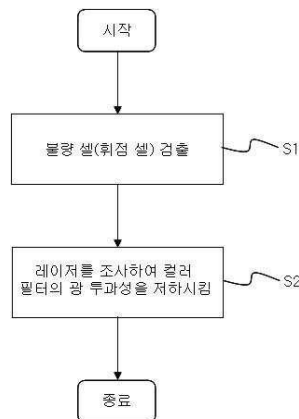 시작
불량 셀(휘점 셀) 검출
S1
레이저를 조사하여 컬러
필터의 광 투과성을 저하시킴
S2
종료